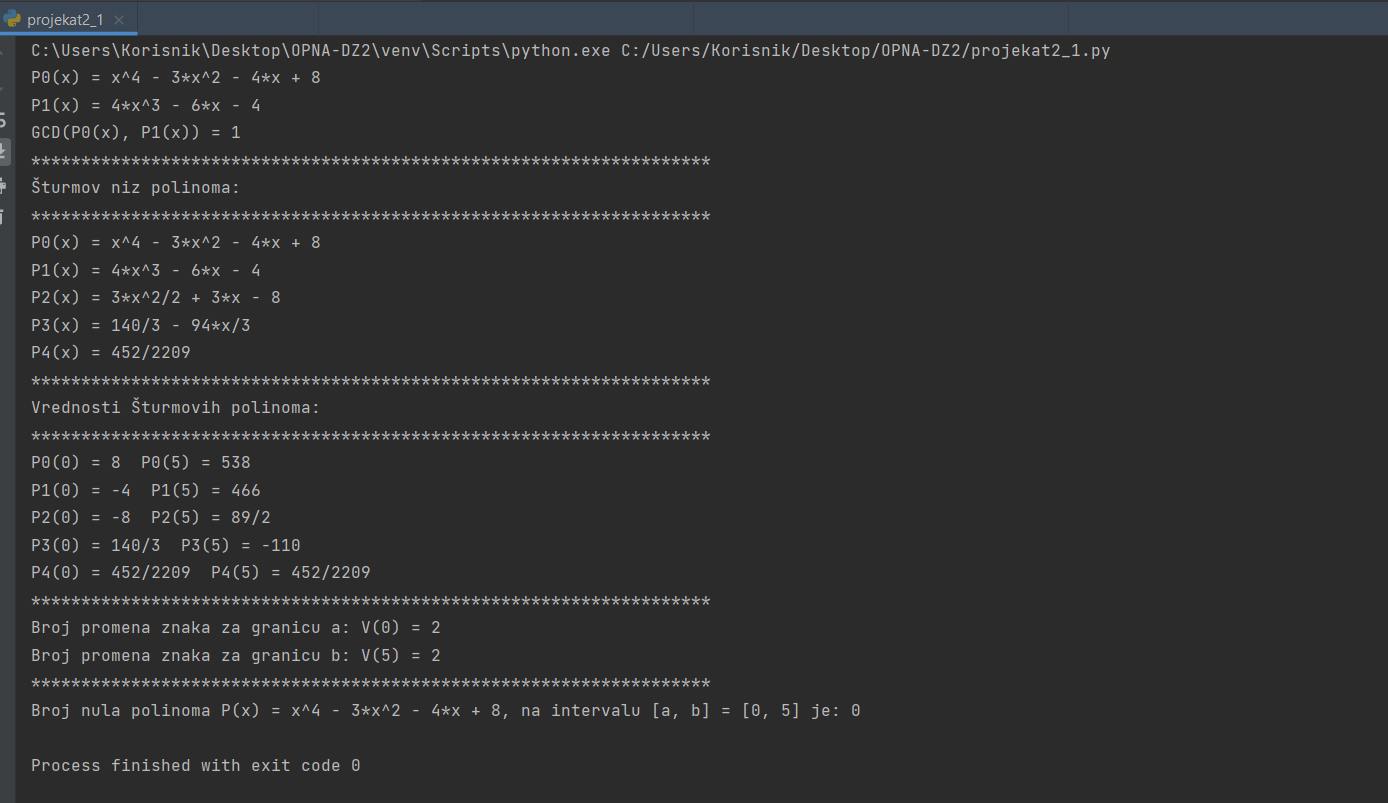 projekat2_1
C:\Users\Korisnik\Desktop\OPNA-DZ2\venv\Scripts\python.exe C:/Users/Korisnik/Desktop/OPNA-DZ2/projekat2_1.py
P0(x) = x^4 - 3*x^2 - 4*x + 8
P1(x) = 4*x^3 - 6*x - 4
GCD(P0(x), P1(x)) = 1
********************************************************************
Šturmov niz polinoma:
********************************************************************
P0(x) = x^4 - 3*x^2 - 4*x + 8
P1(x) = 4*x^3 - 6*x - 4
P2(x) = 3*x^2/2 + 3*x - 8
P3(x) = 140/3 - 94*x/3
P4(x) = 452/2209
********************************************************************
Vrednosti Šturmovih polinoma:
********************************************************************
P0(0) = 8  P0(5) = 538
P1(0) = -4  P1(5) = 466
P2(0) = -8  P2(5) = 89/2
P3(0) = 140/3  P3(5) = -110
P4(0) = 452/2209  P4(5) = 452/2209
********************************************************************
Broj promena znaka za granicu a: V(0) = 2
Broj promena znaka za granicu b: V(5) = 2
********************************************************************
Broj nula polinoma P(x) = x^4 - 3*x^2 - 4*x + 8, na intervalu [a, b] = [0, 5] je: 0
Process finished with exit code 0